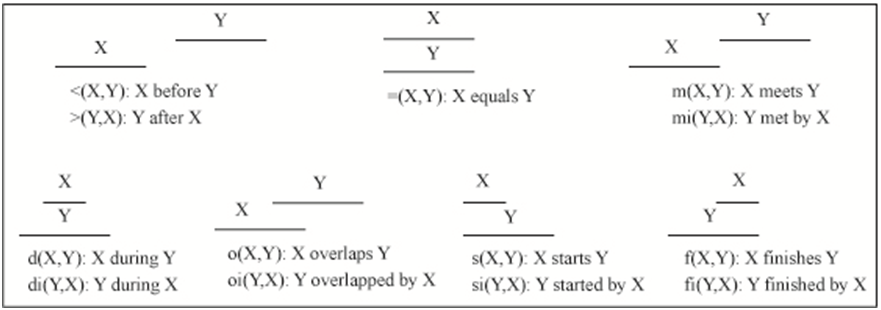 Y
X
<(X,Y): X before Y
>(Y,X): Y after X
X
Y
=(X,Y): X equals Y
Y
X
m(X,Y): X meets Y
mi(Y,X): Y met by X
X
Y
d(X,Y): X during Y
di(Y,X): Y during X
Y
X
o(X,Y): X overlaps Y
oi(Y,X): Y overlapped by X
X
Y
s(X,Y): X starts Y
si(Y,X): Y started by X
X
Y
f(X,Y): X finishes Y
fi(Y,X): Y finished by X